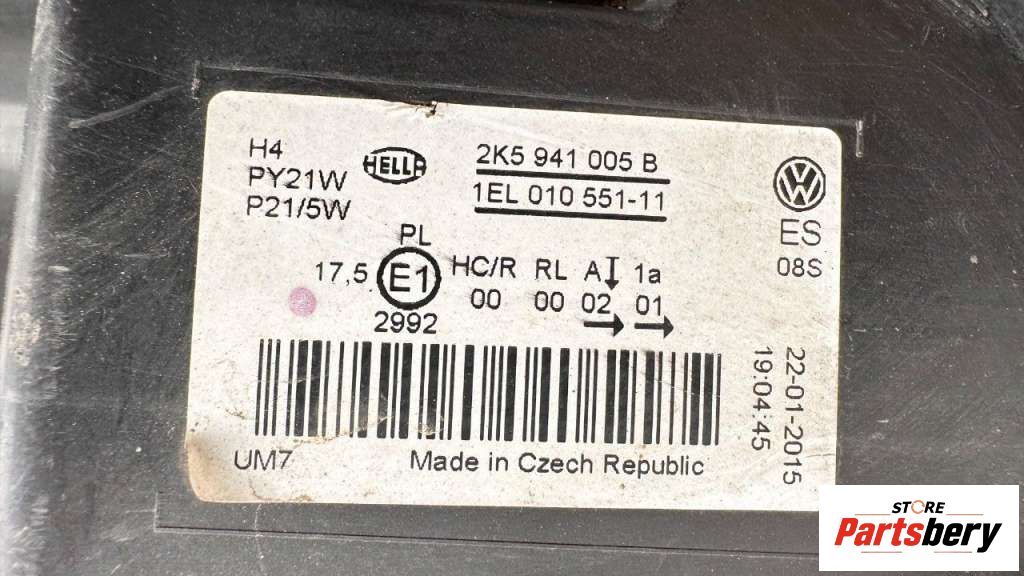 H4
PY21W
P21/5W
HELLA
2K5 941 005 B
1EL 010 551-11
VW
ES
08S
PL
17,5
E1
2992
HC/R RL A 1a
00 00 02 01
22-01-2015
19:04:45
UM7
Made in Czech Republic
STORE
Partsbery